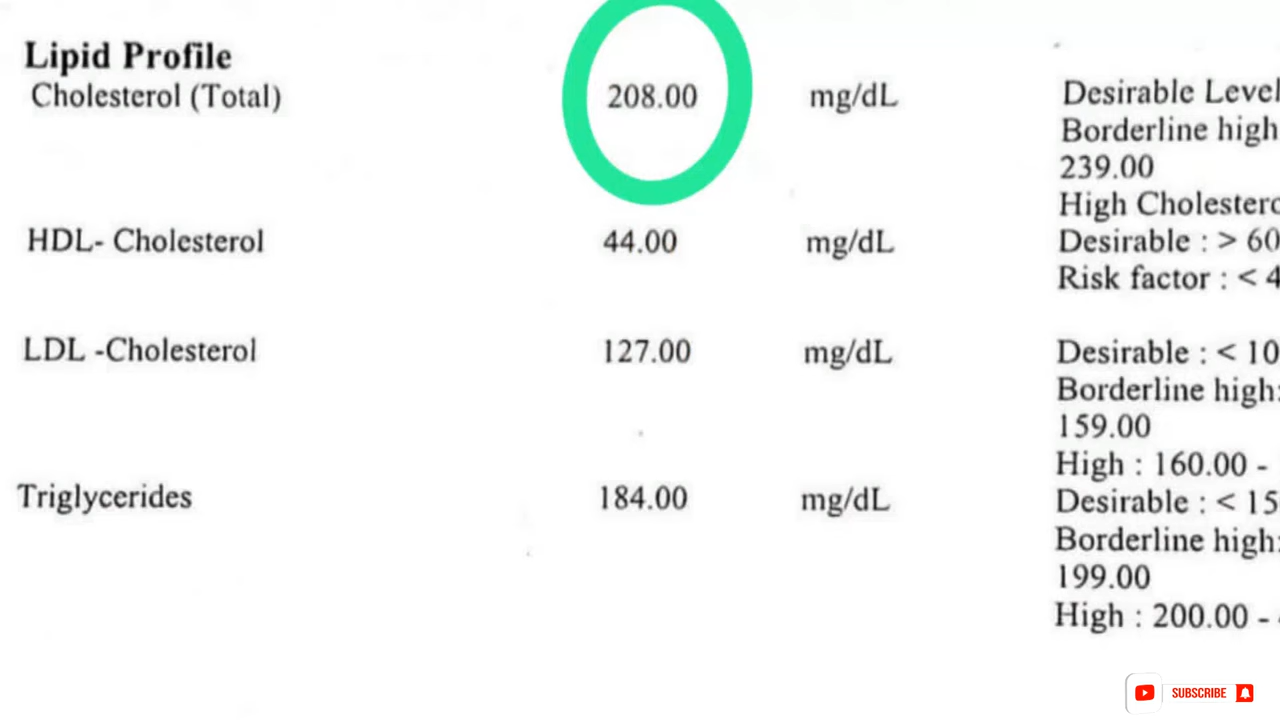 Lipid Profile
Cholesterol (Total) 208.00 mg/dL Desirable Level
Borderline high
239.00
High Cholestero
HDL- Cholesterol 44.00 mg/dL Desirable : > 60
Risk factor : < 4
LDL -Cholesterol 127.00 mg/dL Desirable : < 10
Borderline high:
159.00
High : 160.00 -
Triglycerides 184.00 mg/dL Desirable : < 15
Borderline high:
199.00
High : 200.00 -
SUBSCRIBE